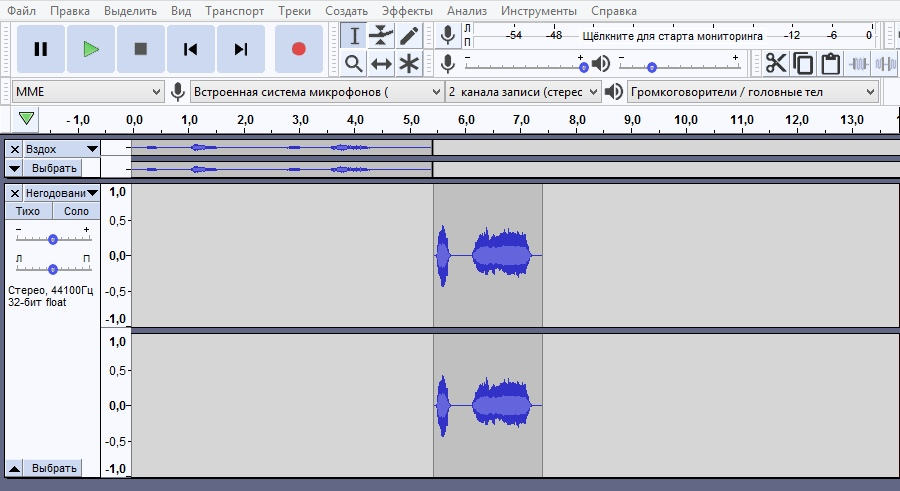 Файл Правка Выделить Вид Транспорт Треки Создать Эффекты Анализ Инструменты Справка
Л
П
-54 -48 Щёлкните для старта мониторинга -12 -6 0
- + - +
MME Встроенная система микрофонов ( 2 канала записи (стерес Громкоговорители / головные тел
-1,0 0,0 1,0 2,0 3,0 4,0 5,0 6,0 7,0 8,0 9,0 10,0 11,0 12,0 13,0
Вздох
Выбрать
Негодовани
Тихо Соло
- +
Л П
Стерео, 44100Гц
32-бит float
1,0
0,5
0,0
-0,5
-1,0
1,0
0,5
0,0
-0,5
-1,0
Выбрать